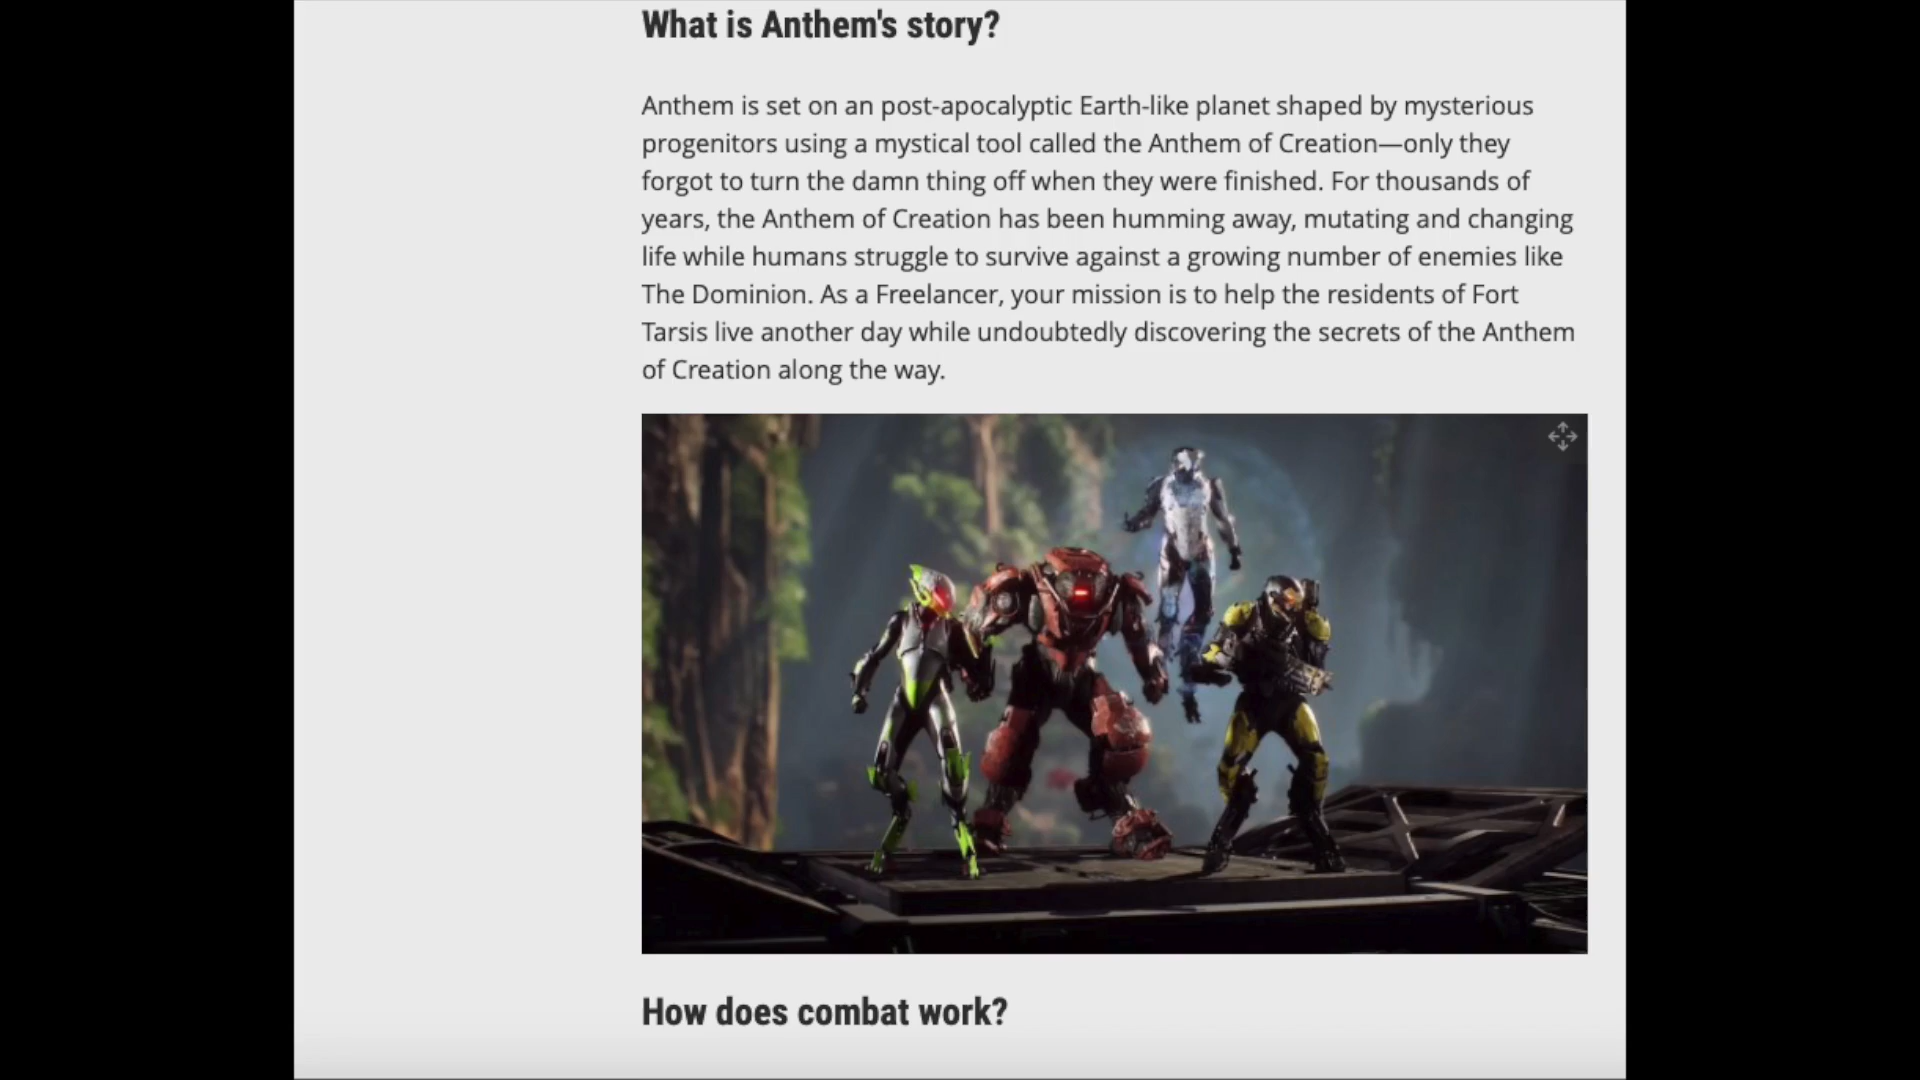 What is Anthem's story?
Anthem is set on an post-apocalyptic Earth-like planet shaped by mysterious
progenitors using a mystical tool called the Anthem of Creation—only they
forgot to turn the damn thing off when they were finished. For thousands of
years, the Anthem of Creation has been humming away, mutating and changing
life while humans struggle to survive against a growing number of enemies like
The Dominion. As a Freelancer, your mission is to help the residents of Fort
Tarsis live another day while undoubtedly discovering the secrets of the Anthem
of Creation along the way.
How does combat work?